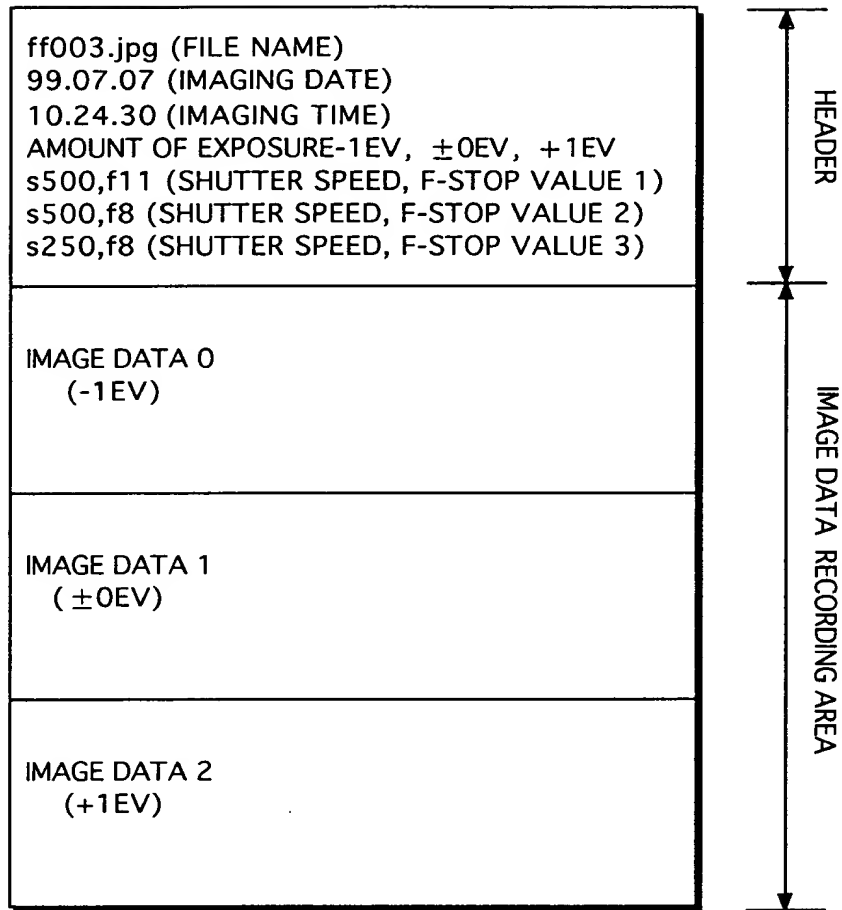 ff003.jpg (FILE NAME)
99.07.07 (IMAGING DATE)
10.24.30 (IMAGING TIME)
AMOUNT OF EXPOSURE-1EV, ±0EV, +1EV
s500,f11 (SHUTTER SPEED, F-STOP VALUE 1)
s500,f8 (SHUTTER SPEED, F-STOP VALUE 2)
s250,f8 (SHUTTER SPEED, F-STOP VALUE 3)
HEADER
IMAGE DATA 0
(-1EV)
IMAGE DATA 1
(±0EV)
IMAGE DATA 2
(+1EV)
IMAGE DATA RECORDING AREA